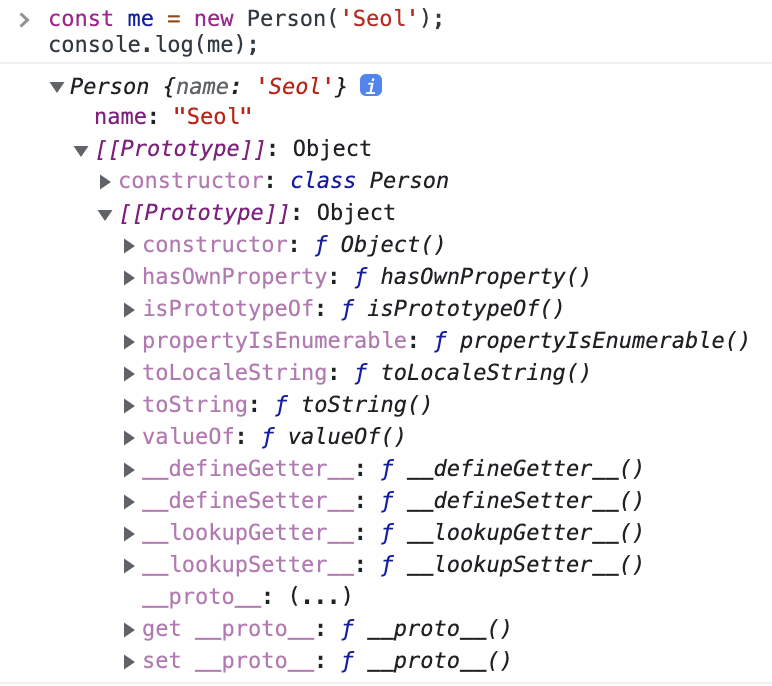 > const me = new Person('Seol');
console.log(me);
▼Person {name: 'Seol'} i
name: "Seol"
▼[[Prototype]]: Object
▶constructor: class Person
▼[[Prototype]]: Object
▶constructor: ƒ Object()
▶hasOwnProperty: ƒ hasOwnProperty()
▶isPrototypeOf: ƒ isPrototypeOf()
▶propertyIsEnumerable: ƒ propertyIsEnumerable()
▶toLocaleString: ƒ toLocaleString()
▶toString: ƒ toString()
▶valueOf: ƒ valueOf()
▶__defineGetter__: ƒ __defineGetter__()
▶__defineSetter__: ƒ __defineSetter__()
▶__lookupGetter__: ƒ __lookupGetter__()
▶__lookupSetter__: ƒ __lookupSetter__()
__proto__: (...)
▶get __proto__: ƒ __proto__()
▶set __proto__: ƒ __proto__()